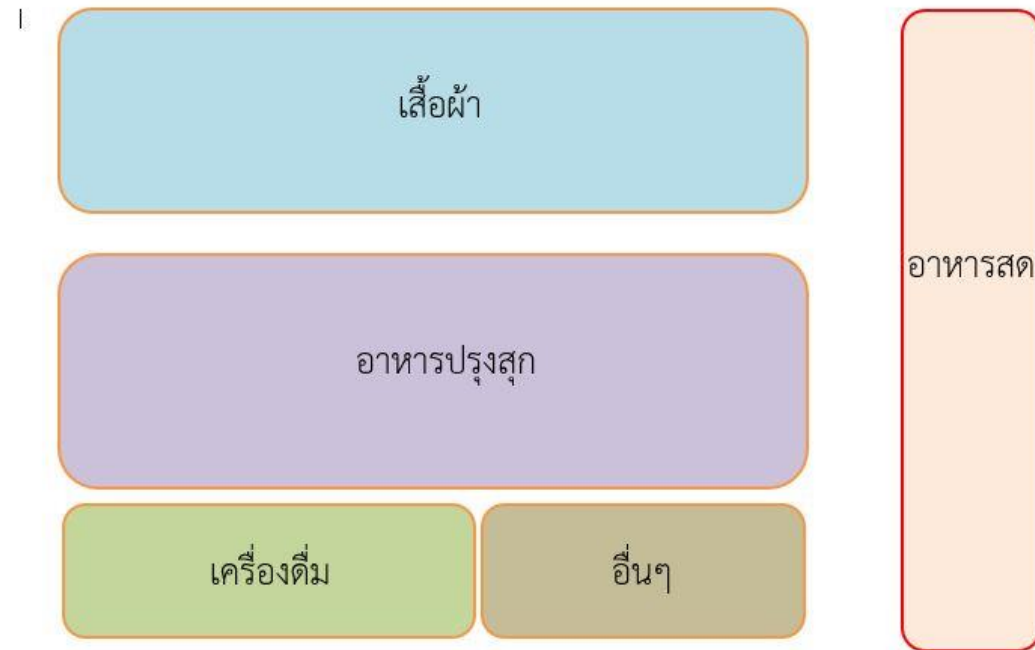 เสื้อผ้า
อาหารสด
อาหารปรุงสุก
เครื่องดื่ม
อื่นๆ